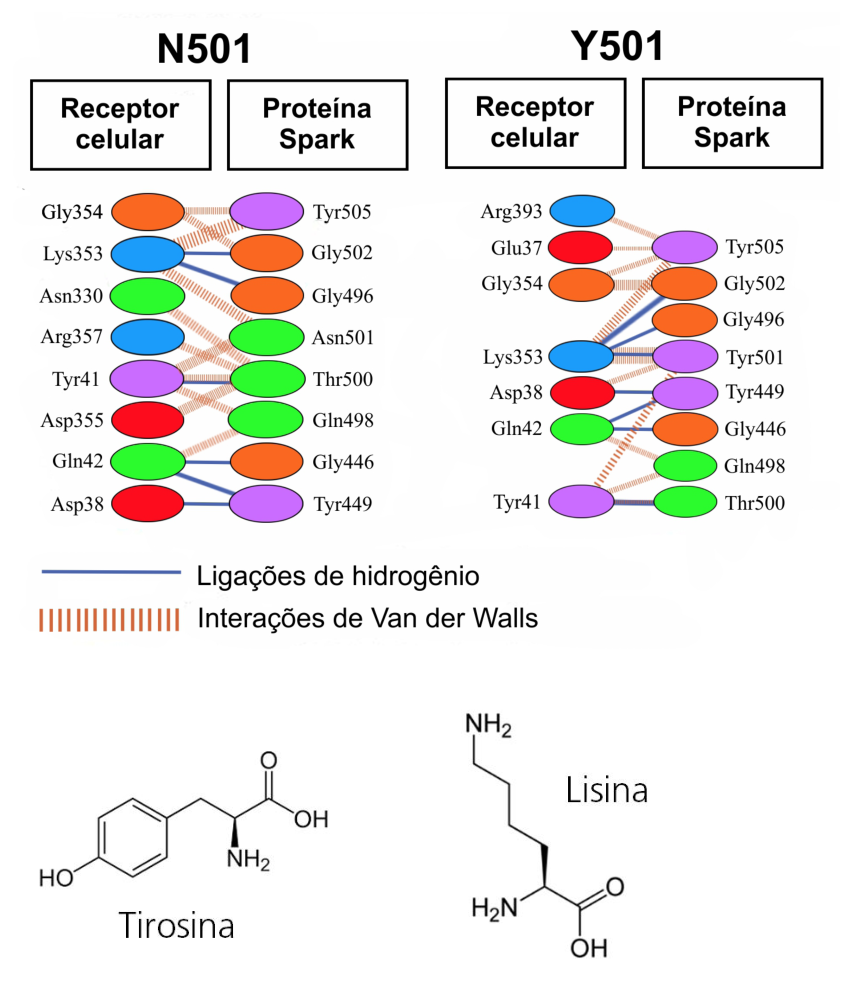 N501
Y501
Receptor
celular
Proteína
Spark
Receptor
celular
Proteína
Spark
Gly354
Tyr505
Lys353
Gly502
Asn330
Gly496
Arg357
Asn501
Tyr41
Thr500
Asp355
Gln498
Gln42
Gly446
Asp38
Tyr449
Arg393
Glu37
Tyr505
Gly354
Gly502
Gly496
Lys353
Tyr501
Asp38
Tyr449
Gln42
Gly446
Gln498
Tyr41
Thr500
Ligações de hidrogênio
Interações de Van der Walls
O
OH
NH2
HO
Tirosina
NH2
Lisina
H2N
O
OH